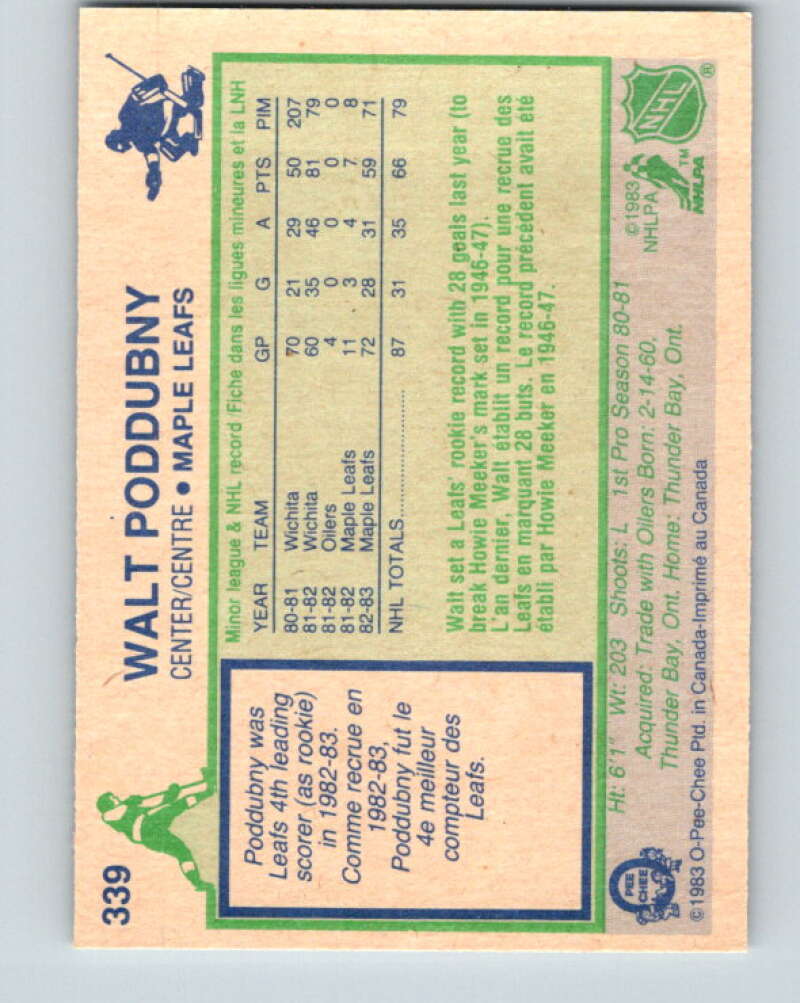 339
WALT PODDUBNY
CENTER/CENTRE • MAPLE LEAFS
Poddubny was
Leafs 4th leading
scorer (as rookie)
in 1982-83.
Comme recrue en
1982-83,
Poddubny fut le
4e meilleur
compteur des
Leafs.
Minor league & NHL record/Fiche dans les ligues mineures et la LNH
YEAR TEAM GP G A PTS PIM
80-81 Wichita 70 21 29 50 207
81-82 Wichita 60 35 46 81 79
81-82 Oilers 4 0 0 0 0
81-82 Maple Leafs 11 3 4 7 8
82-83 Maple Leafs 72 28 31 59 71
NHL TOTALS.................... 87 31 35 66 79
Walt set a Leafs' rookie record with 28 goals last year (to
break Howie Meeker's mark set in 1946-47).
L'an dernier, Walt établit un record pour une recrue des
Leafs en marquant 28 buts. Le record précédent avait été
établi par Howie Meeker en 1946-47.
Ht: 6'1" Wt: 203 Shoots: L 1st Pro Season 80-81
Acquired: Trade with Oilers Born: 2-14-60,
Thunder Bay, Ont. Home: Thunder Bay, Ont.
©1983
NHLPA
NHLPA
TM
NHL
®
O
PEE
CHEE
©1983 O-Pee-Chee Ptd. in Canada-Imprimé au Canada